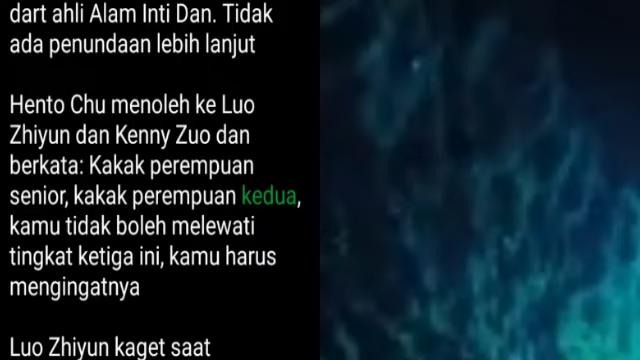 dart ahli Alam Inti Dan. Tidak
ada penundaan lebih lanjut
Hento Chu menoleh ke Luo
Zhiyun dan Kenny Zuo dan
berkata: Kakak perempuan
senior, kakak perempuan kedua,
kamu tidak boleh melewati
tingkat ketiga ini, kamu harus
mengingatnya
Luo Zhiyun kaget saat